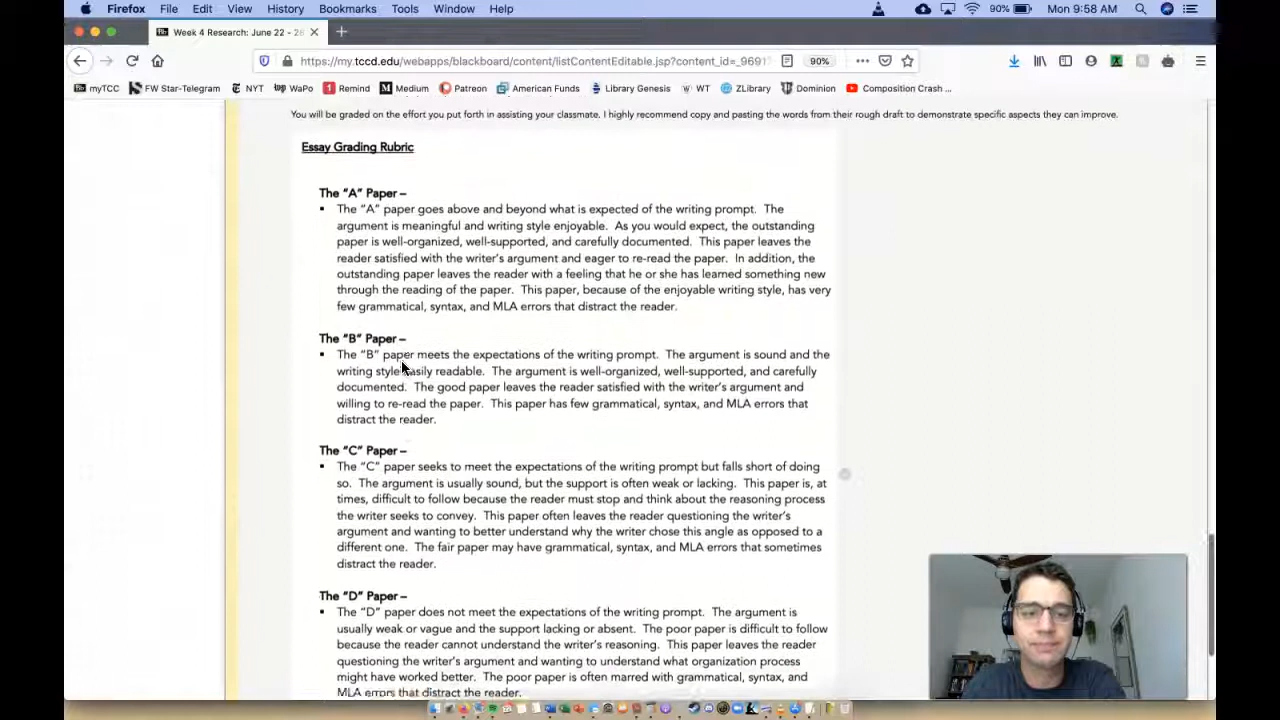 Firefox File Edit View History Bookmarks Tools Window Help 90% Mon 9:58 AM
Week 4 Research: June 22 - 28
https://my.tccd.edu/webapps/blackboard/content/listContentEditable.jsp?content_id=_9691 90%
myTCC FW Star-Telegram NYT WaPo Remind Medium Patreon American Funds Library Genesis WT ZLibrary Dominion Composition Crash ...
You will be graded on the effort you put forth in assisting your classmate. I highly recommend copy and pasting the words from their rough draft to demonstrate specific aspects they can improve.
Essay Grading Rubric
The “A” Paper –
▪ The “A” paper goes above and beyond what is expected of the writing prompt. The
argument is meaningful and writing style enjoyable. As you would expect, the outstanding
paper is well-organized, well-supported, and carefully documented. This paper leaves the
reader satisfied with the writer’s argument and eager to re-read the paper. In addition, the
outstanding paper leaves the reader with a feeling that he or she has learned something new
through the reading of the paper. This paper, because of the enjoyable writing style, has very
few grammatical, syntax, and MLA errors that distract the reader.
The “B” Paper –
▪ The “B” paper meets the expectations of the writing prompt. The argument is sound and the
writing style easily readable. The argument is well-organized, well-supported, and carefully
documented. The good paper leaves the reader satisfied with the writer’s argument and
willing to re-read the paper. This paper has few grammatical, syntax, and MLA errors that
distract the reader.
The “C” Paper –
▪ The “C” paper seeks to meet the expectations of the writing prompt but falls short of doing
so. The argument is usually sound, but the support is often weak or lacking. This paper is, at
times, difficult to follow because the reader must stop and think about the reasoning process
the writer seeks to convey. This paper often leaves the reader questioning the writer’s
argument and wanting to better understand why the writer chose this angle as opposed to a
different one. The fair paper may have grammatical, syntax, and MLA errors that sometimes
distract the reader.
The “D” Paper –
▪ The “D” paper does not meet the expectations of the writing prompt. The argument is
usually weak or vague and the support lacking or absent. The poor paper is difficult to follow
because the reader cannot understand the writer’s reasoning. This paper leaves the reader
questioning the writer’s argument and wanting to understand what organization process
might have worked better. The poor paper is often marred with grammatical, syntax, and
MLA errors that distract the reader.